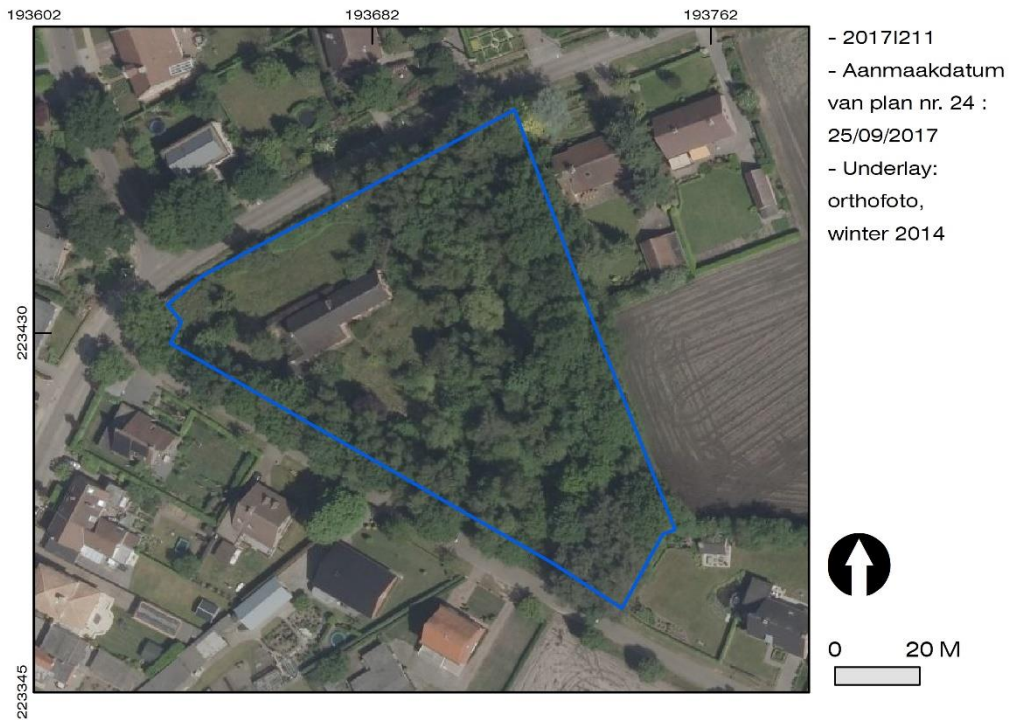 193602
193682
193762
- 2017I211
- Aanmaakdatum
van plan nr. 24 :
25/09/2017
- Underlay:
orthofoto,
winter 2014
223430
223345
0
20 M